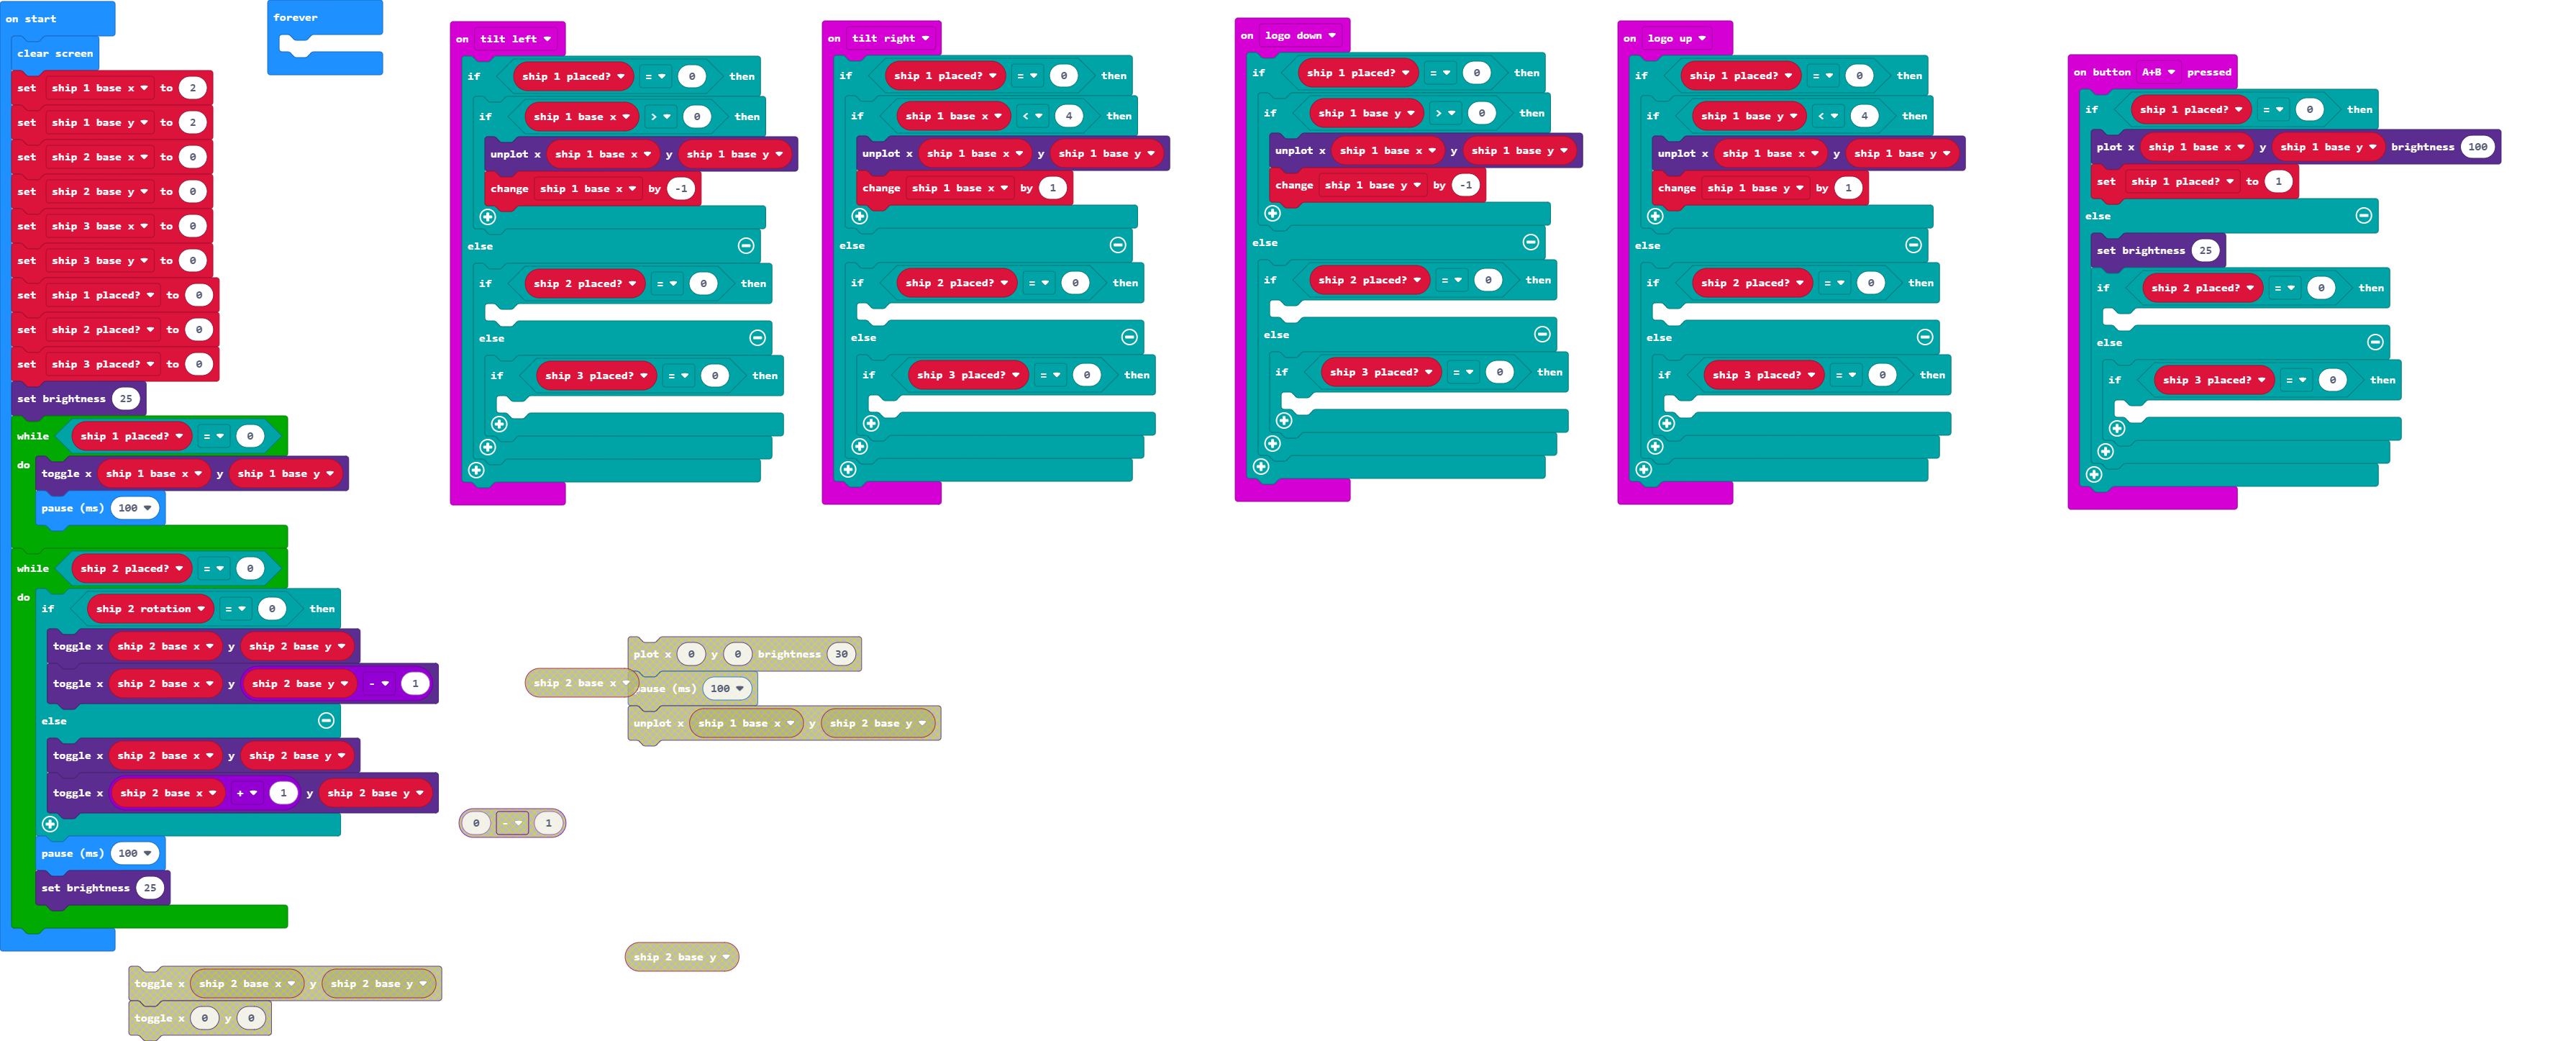 on start
clear screen
set ship 1 base x to 2
set ship 1 base y to 2
set ship 2 base x to 0
set ship 2 base y to 0
set ship 3 base x to 0
set ship 3 base y to 0
set ship 1 placed? to 0
set ship 2 placed? to 0
set ship 3 placed? to 0
set brightness 25
while ship 1 placed? = 0
do
toggle x ship 1 base x y ship 1 base y
pause (ms) 100
while ship 2 placed? = 0
do
if ship 2 rotation = 0 then
toggle x ship 2 base x y ship 2 base y
toggle x ship 2 base x y ship 2 base y - 1
else
toggle x ship 2 base x y ship 2 base y
toggle x ship 2 base x + 1 y ship 2 base y
pause (ms) 100
set brightness 25
forever
on tilt left
if ship 1 placed? = 0 then
if ship 1 base x > 0 then
unplot x ship 1 base x y ship 1 base y
change ship 1 base x by -1
else
if ship 2 placed? = 0 then
else
if ship 3 placed? = 0 then
on tilt right
if ship 1 placed? = 0 then
if ship 1 base x < 4 then
unplot x ship 1 base x y ship 1 base y
change ship 1 base x by 1
else
if ship 2 placed? = 0 then
else
if ship 3 placed? = 0 then
on logo down
if ship 1 placed? = 0 then
if ship 1 base y > 0 then
unplot x ship 1 base x y ship 1 base y
change ship 1 base y by -1
else
if ship 2 placed? = 0 then
else
if ship 3 placed? = 0 then
on logo up
if ship 1 placed? = 0 then
if ship 1 base y < 4 then
unplot x ship 1 base x y ship 1 base y
change ship 1 base y by 1
else
if ship 2 placed? = 0 then
else
if ship 3 placed? = 0 then
on button A+B pressed
if ship 1 placed? = 0 then
plot x ship 1 base x y ship 1 base y brightness 100
set ship 1 placed? to 1
else
set brightness 25
if ship 2 placed? = 0 then
else
if ship 3 placed? = 0 then
plot x 0 y 0 brightness 30
ship 2 base x
pause (ms) 100
unplot x ship 1 base x y ship 2 base y
0 - 1
ship 2 base y
toggle x ship 2 base x y ship 2 base y
toggle x 0 y 0